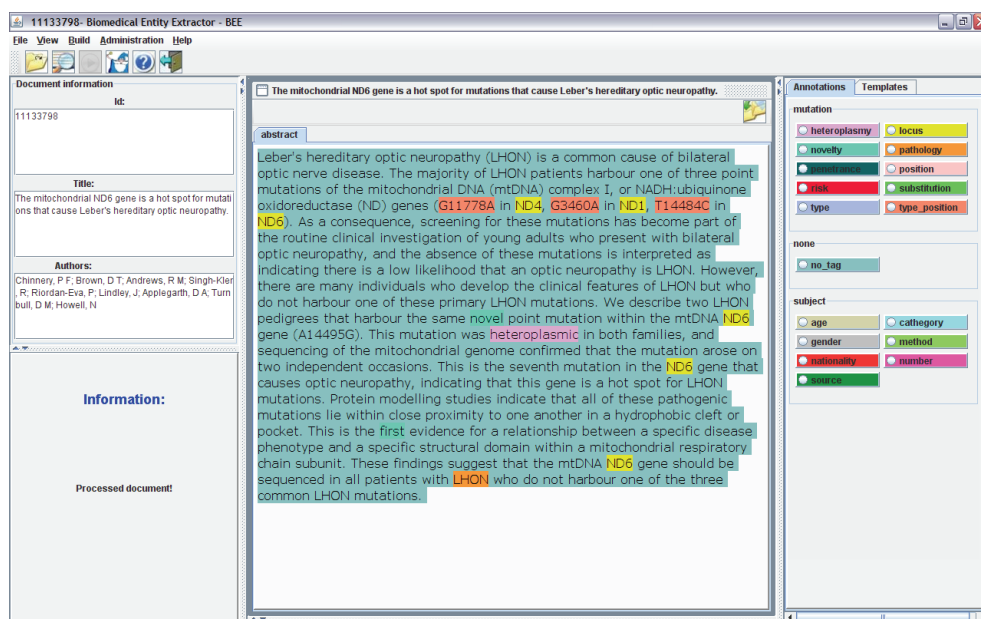 11133798- Biomedical Entity Extractor - BEE
File View Build Administration Help
Document information
Id:
11133798
Title:
The mitochondrial ND6 gene is a hot spot for mutati
ons that cause Leber's hereditary optic neuropathy.
Authors:
Chinnery, P F; Brown, D T; Andrews, R M; Singh-Kler
, R; Riordan-Eva, P; Lindley, J; Applegarth, D A; Turn
bull, D M; Howell, N
Information:
Processed document!
The mitochondrial ND6 gene is a hot spot for mutations that cause Leber's hereditary optic neuropathy.
abstract
Leber's hereditary optic neuropathy (LHON) is a common cause of bilateral
optic nerve disease. The majority of LHON patients harbour one of three point
mutations of the mitochondrial DNA (mtDNA) complex I, or NADH:ubiquinone
oxidoreductase (ND) genes (G11778A in ND4, G3460A in ND1, T14484C in
ND6). As a consequence, screening for these mutations has become part of
the routine clinical investigation of young adults who present with bilateral
optic neuropathy, and the absence of these mutations is interpreted as
indicating there is a low likelihood that an optic neuropathy is LHON. However,
there are many individuals who develop the clinical features of LHON but who
do not harbour one of these primary LHON mutations. We describe two LHON
pedigrees that harbour the same novel point mutation within the mtDNA ND6
gene (A14495G). This mutation was heteroplasmic in both families, and
sequencing of the mitochondrial genome confirmed that the mutation arose on
two independent occasions. This is the seventh mutation in the ND6 gene that
causes optic neuropathy, indicating that this gene is a hot spot for LHON
mutations. Protein modelling studies indicate that all of these pathogenic
mutations lie within close proximity to one another in a hydrophobic cleft or
pocket. This is the first evidence for a relationship between a specific disease
phenotype and a specific structural domain within a mitochondrial respiratory
chain subunit. These findings suggest that the mtDNA ND6 gene should be
sequenced in all patients with LHON who do not harbour one of the three
common LHON mutations.
Annotations Templates
mutation
heteroplasmy locus
novelty pathology
penetrance position
risk substitution
type type_position
none
no_tag
subject
age cathegory
gender method
nationality number
source